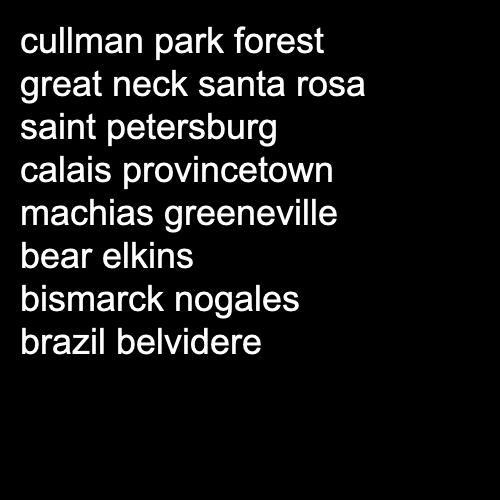 cullman park forest
great neck santa rosa
saint petersburg
calais provincetown
machias greeneville
bear elkins
bismarck nogales
brazil belvidere